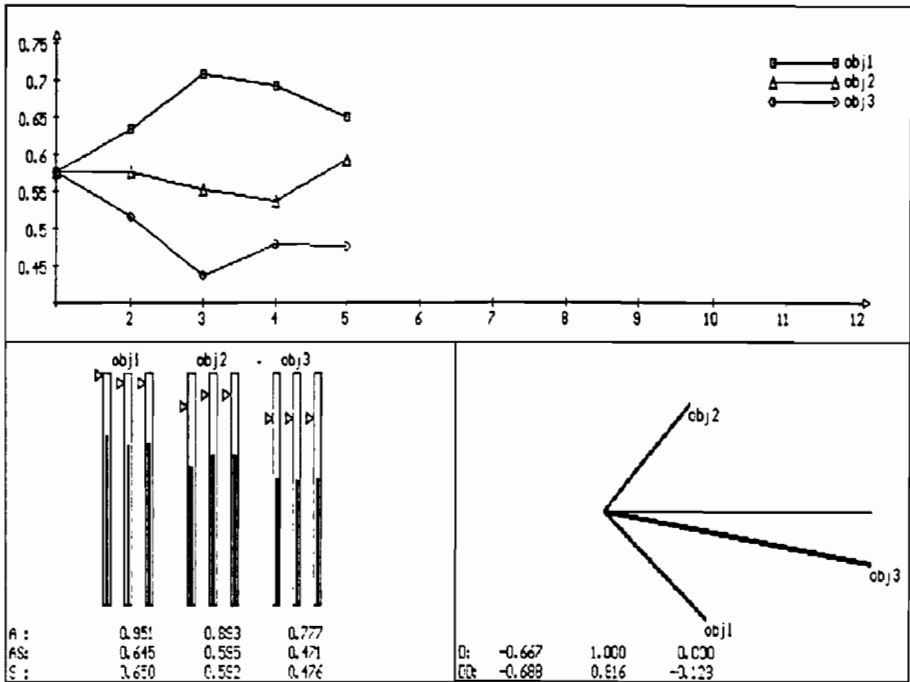 0.75
0.7
0.65
0.6
0.55
0.5
0.45
obj1
obj2
obj3
2 3 4 5 6 7 8 9 10 11 12
obj1 obj2 obj3
A : 0.951 0.893 0.777
AS: 0.645 0.595 0.471
S : 0.650 0.592 0.476
obj2
obj3
obj1
D: -0.667 1.000 0.000
DD: -0.688 0.816 -0.123